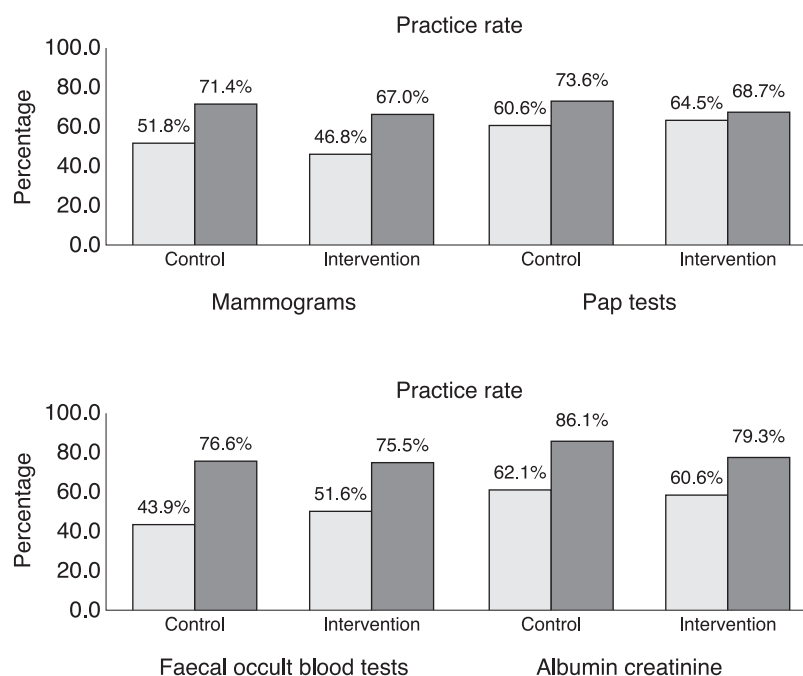 Practice rate
Percentage
100.0
80.0
60.0
40.0
20.0
0.0
51.8%
71.4%
46.8%
67.0%
60.6%
73.6%
64.5%
68.7%
Control
Intervention
Control
Intervention
Mammograms
Pap tests
Practice rate
Percentage
100.0
80.0
60.0
40.0
20.0
0.0
43.9%
76.6%
51.6%
75.5%
62.1%
86.1%
60.6%
79.3%
Control
Intervention
Control
Intervention
Faecal occult blood tests
Albumin creatinine